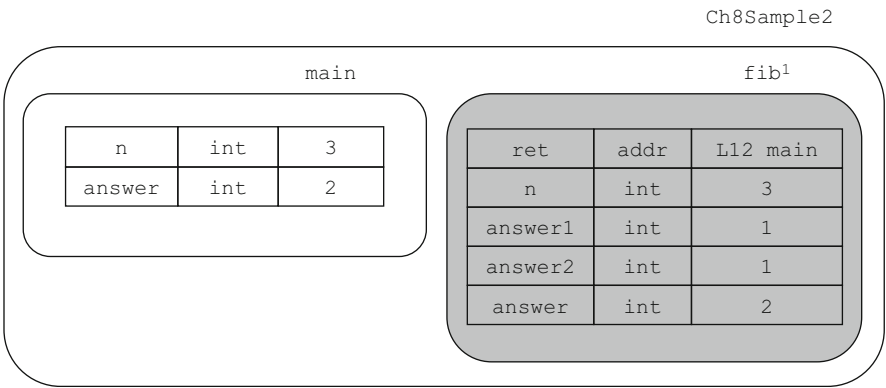 Ch8Sample2
main
n int 3
answer int 2
fib¹
ret addr L12 main
n int 3
answer1 int 1
answer2 int 1
answer int 2